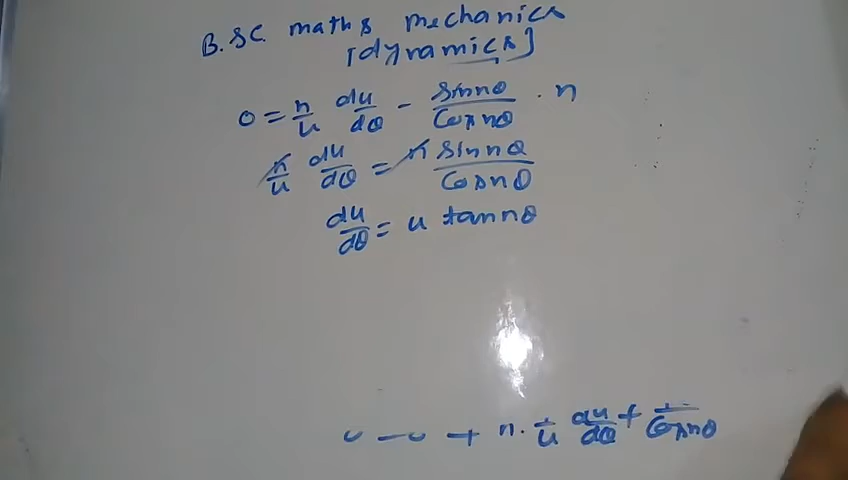 B.SC. maths mechanics
[dynamics]
0 = n/u du/dθ - sin nθ/cos nθ . n
n/u du/dθ = n sin nθ/cos nθ
du/dθ = u tan nθ
+ n. 1/u du/dθ + 1/cos nθ